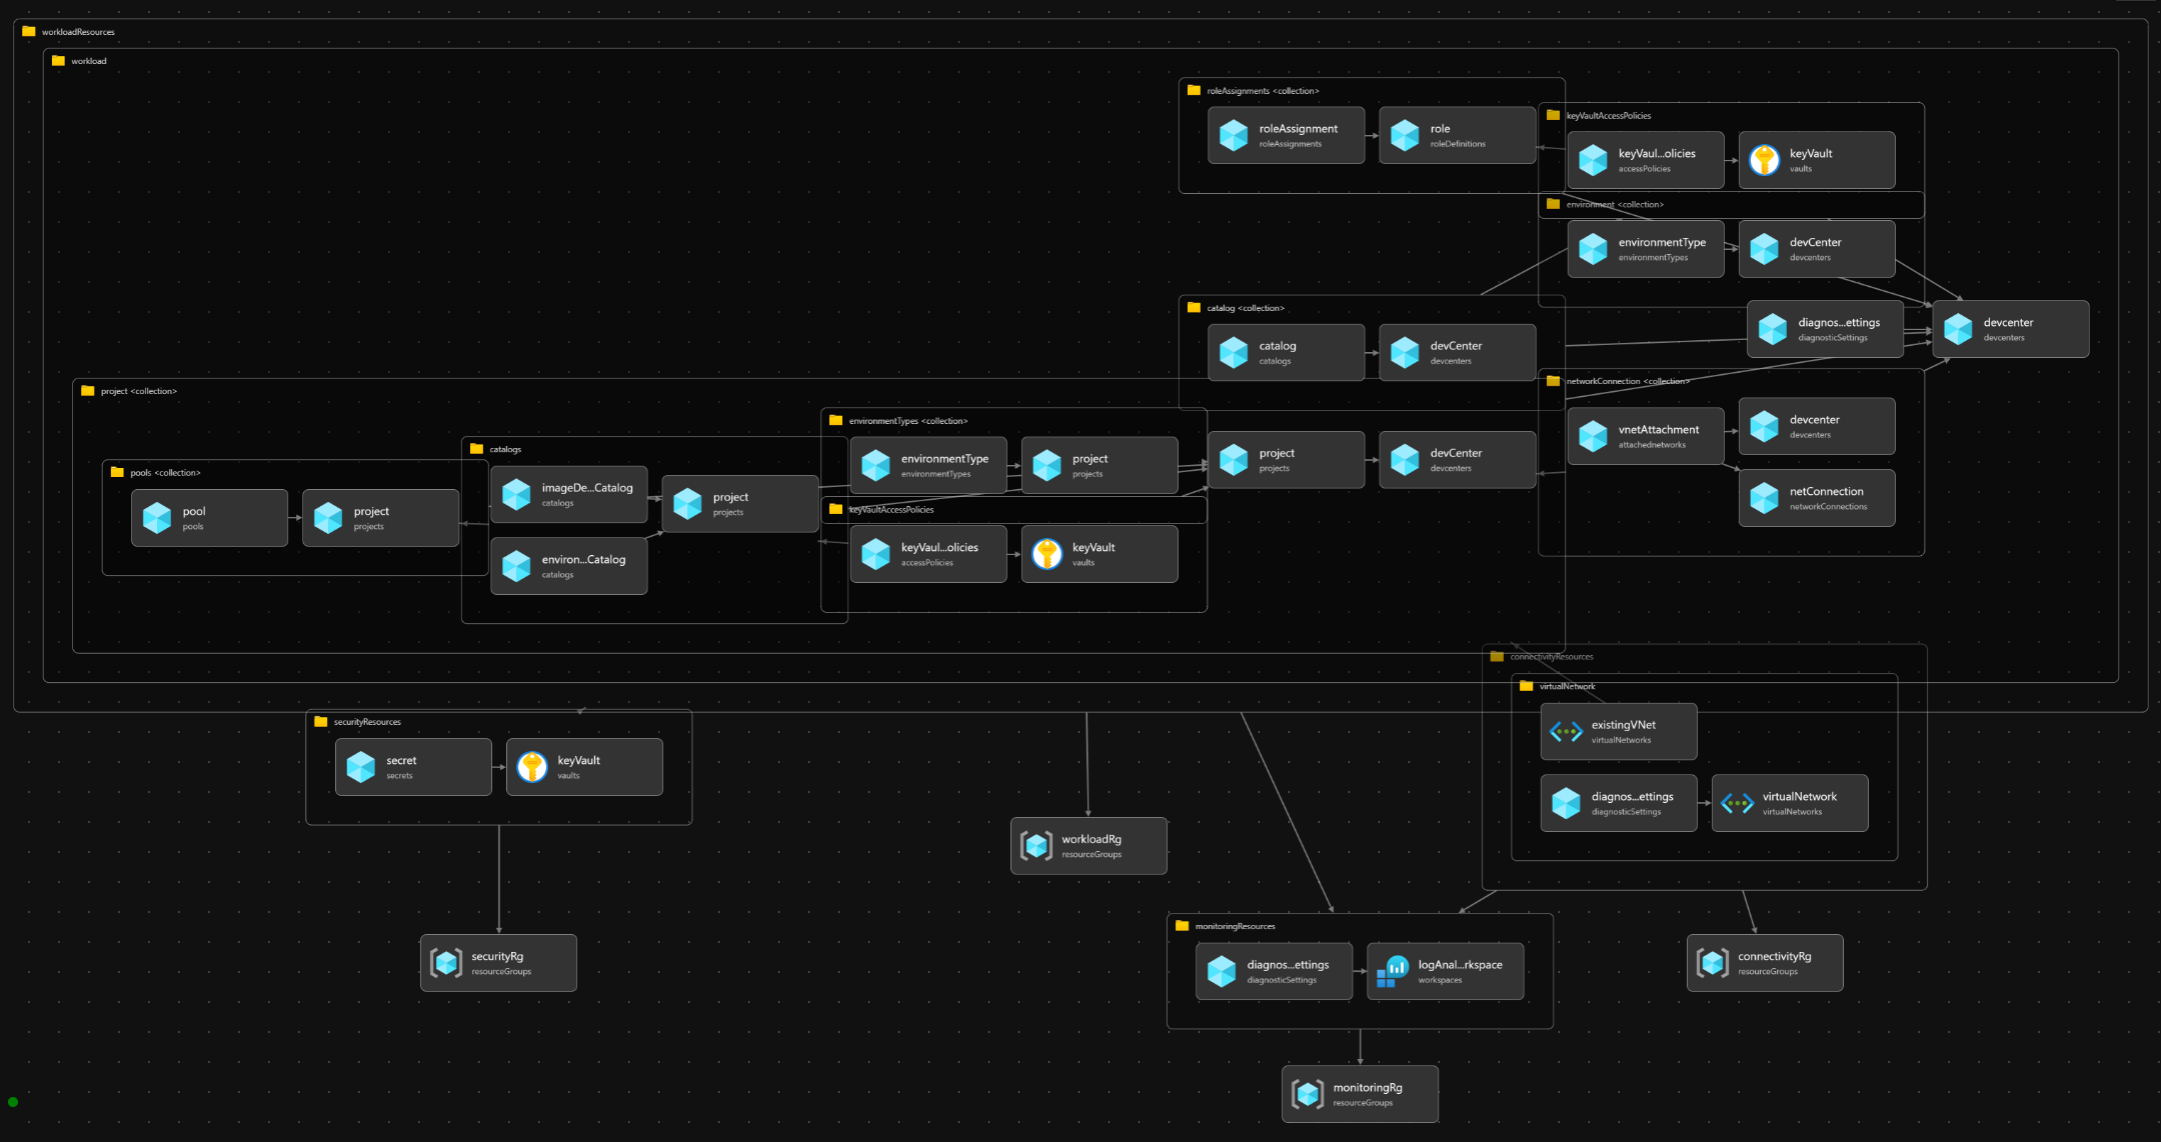 workloadResources
workload
roleAssignments <collection>
roleAssignment
roleAssignments
role
roleDefinitions
keyVaultAccessPolicies
keyVaul...olicies
accessPolicies
keyVault
vaults
environment <collection>
environmentType
environmentTypes
devCenter
devcenters
catalog <collection>
catalog
catalogs
devCenter
devcenters
diagnos...ettings
diagnosticSettings
devcenter
devcenters
networkConnection <collection>
vnetAttachment
attachednetworks
devcenter
devcenters
netConnection
networkConnections
project <collection>
project
projects
devCenter
devcenters
environmentTypes <collection>
environmentType
environmentTypes
project
projects
keyVaultAccessPolicies
keyVaul...olicies
accessPolicies
keyVault
vaults
catalogs
imageDe...Catalog
catalogs
project
projects
environ...Catalog
catalogs
pools <collection>
pool
pools
project
projects
connectivityResources
virtualNetwork
existingVNet
virtualNetworks
diagnos...ettings
diagnosticSettings
virtualNetwork
virtualNetworks
securityResources
secret
secrets
keyVault
vaults
workloadRg
resourceGroups
monitoringResources
diagnos...ettings
diagnosticSettings
logAnal...rkspace
workspaces
securityRg
resourceGroups
connectivityRg
resourceGroups
monitoringRg
resourceGroups